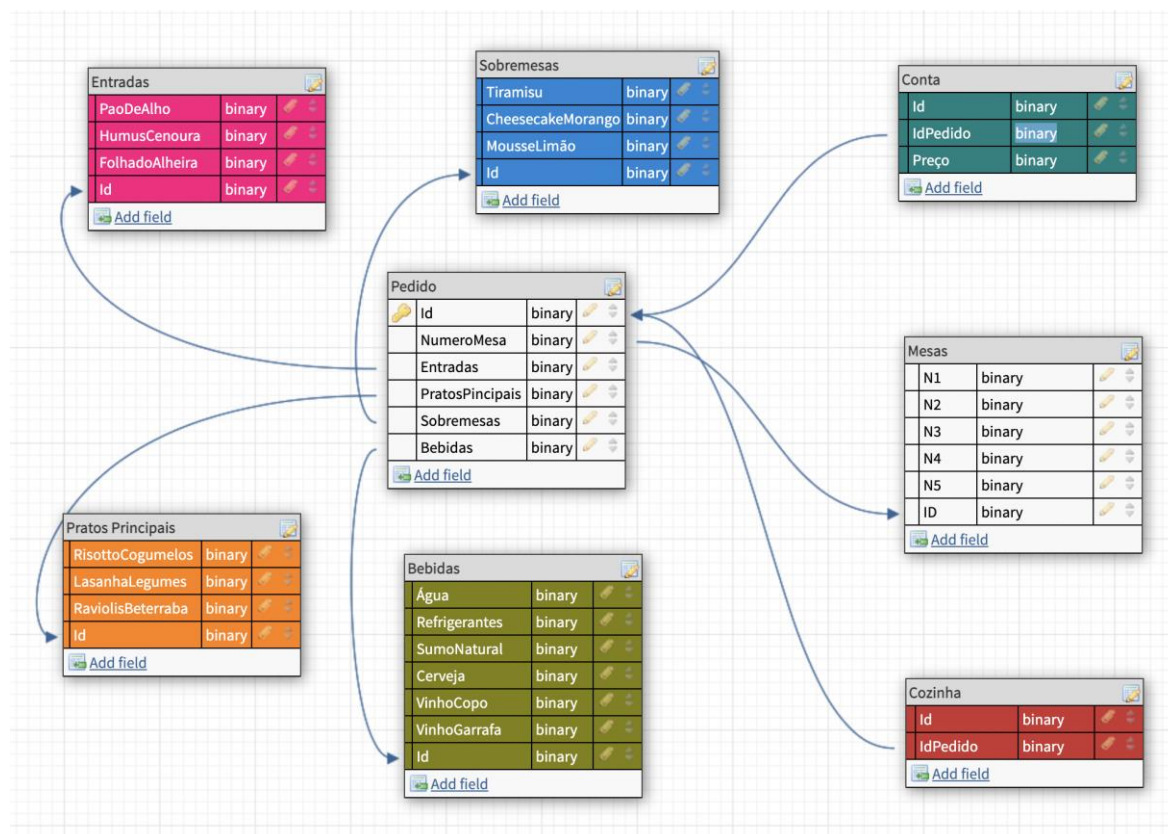 Entradas
PaoDeAlho binary
HumusCenoura binary
FolhadoAlheira binary
Id binary
Add field
Sobremesas
Tiramisu binary
CheesecakeMorango binary
MousseLimão binary
Id binary
Add field
Conta
Id binary
IdPedido binary
Preço binary
Add field
Pedido
Id binary
NumeroMesa binary
Entradas binary
PratosPincipais binary
Sobremesas binary
Bebidas binary
Add field
Mesas
N1 binary
N2 binary
N3 binary
N4 binary
N5 binary
ID binary
Add field
Pratos Principais
RisottoCogumelos binary
LasanhaLegumes binary
RaviolisBeterraba binary
Id binary
Add field
Bebidas
Água binary
Refrigerantes binary
SumoNatural binary
Cerveja binary
VinhoCopo binary
VinhoGarrafa binary
Id binary
Add field
Cozinha
Id binary
IdPedido binary
Add field